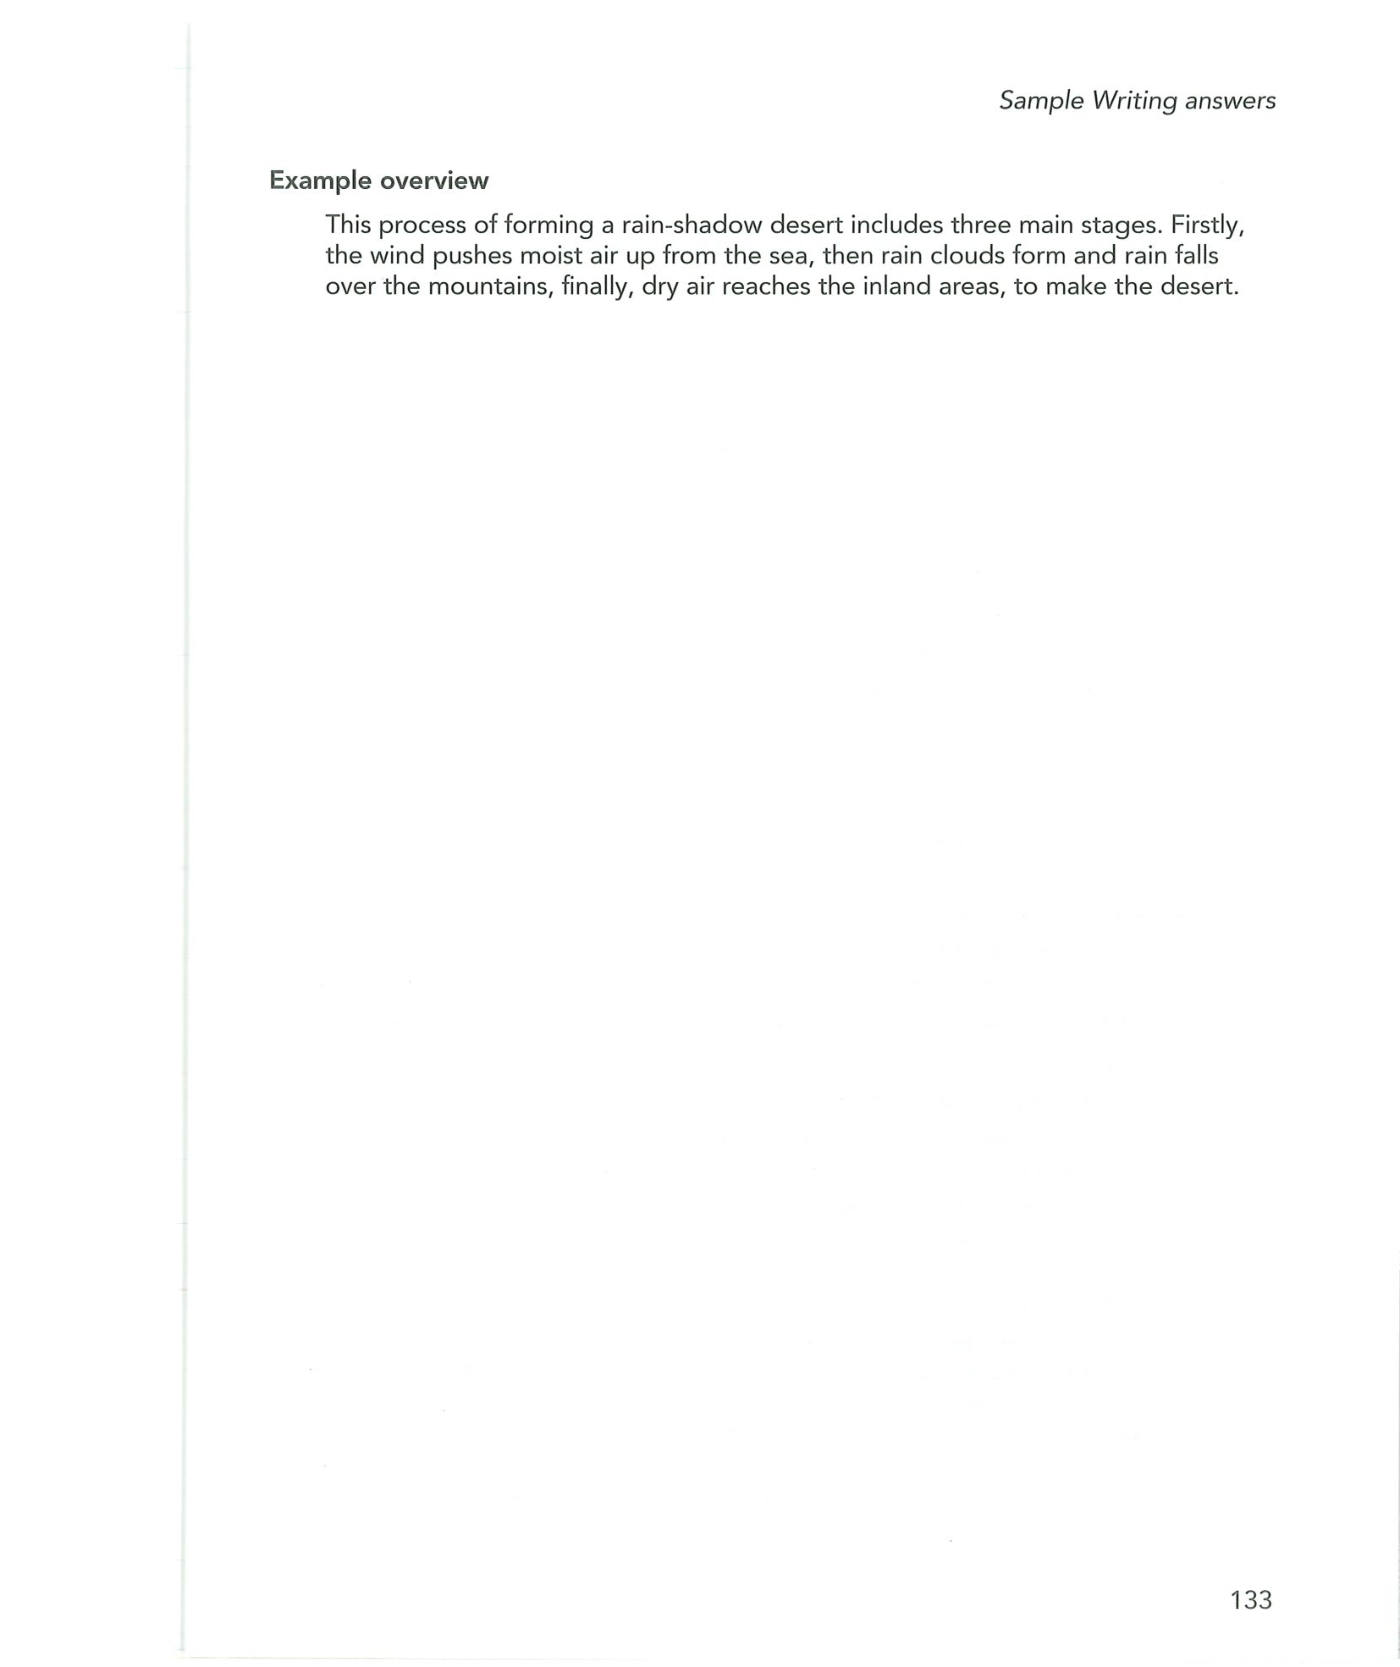 Sample Writing answers
Example overview
This process of forming a rain-shadow desert includes three main stages. Firstly,
the wind pushes moist air up from the sea, then rain clouds form and rain falls
over the mountains, finally, dry air reaches the inland areas, to make the desert.
133